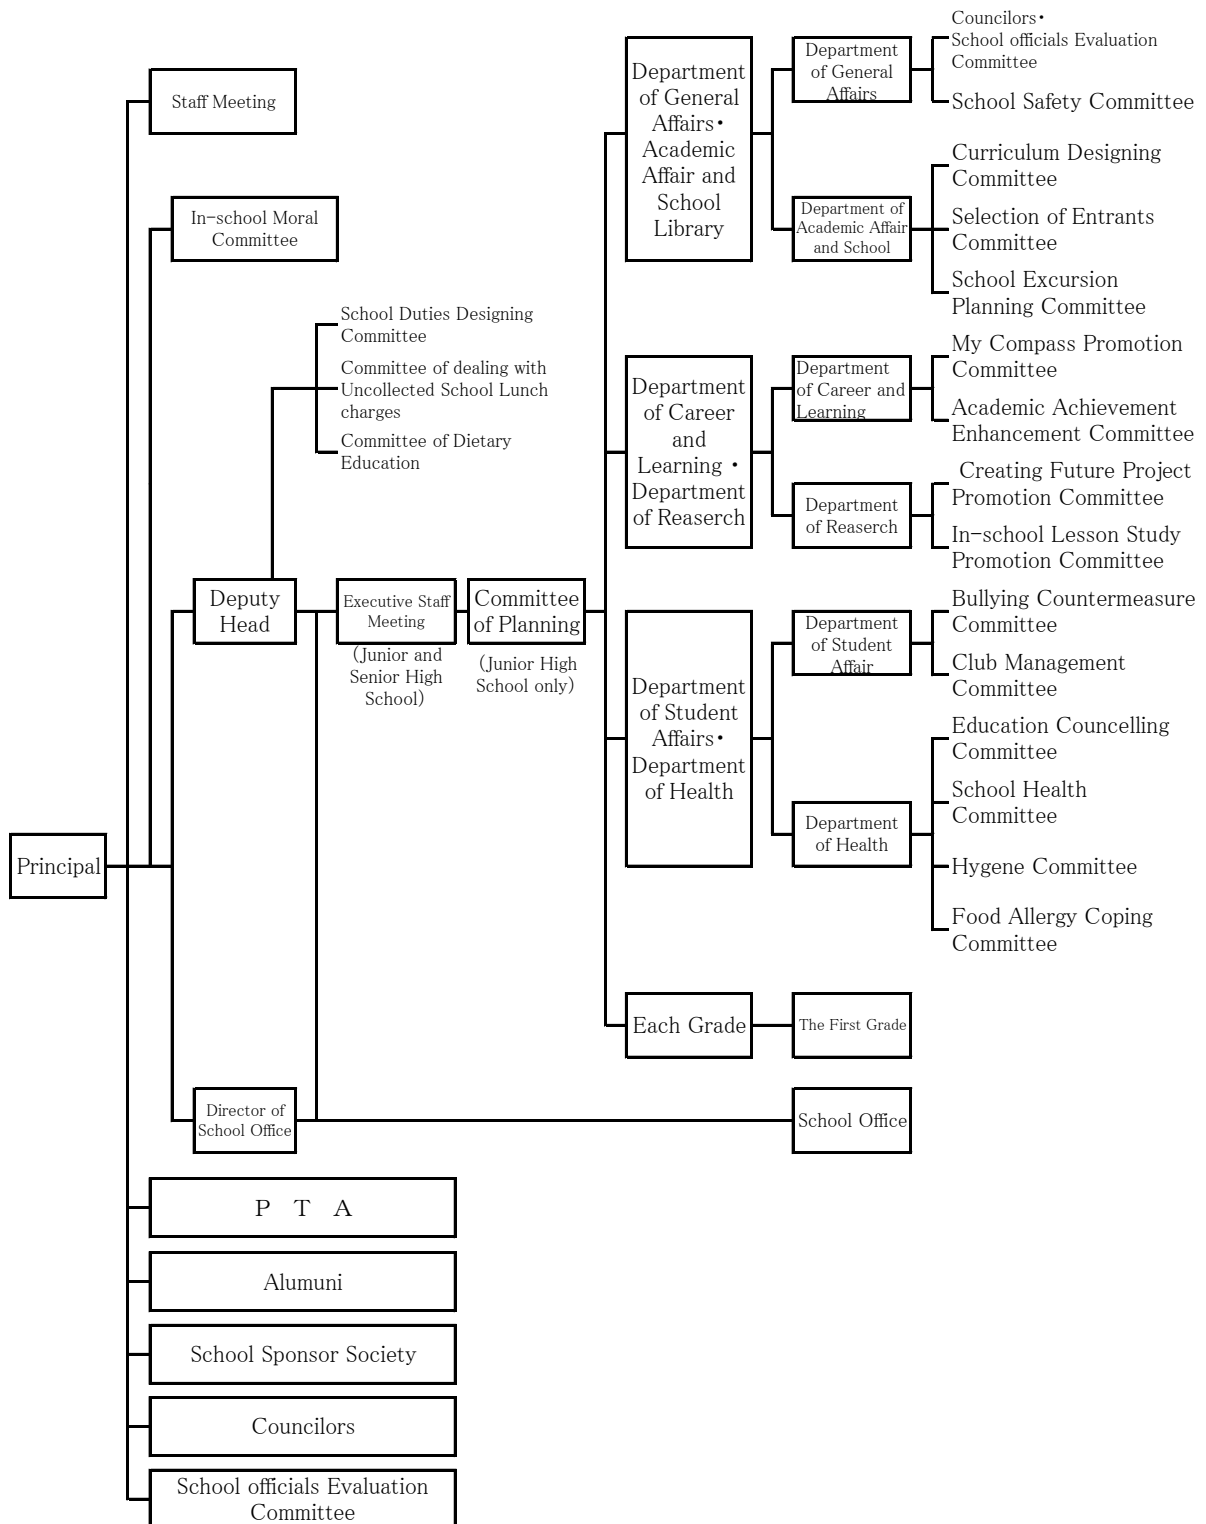 Staff Meeting
In-school Moral
Committee
School Duties Designing
Committee
Committee of dealing with
Uncollected School Lunch
charges
Committee of Dietary
Education
Principal
Deputy
Head
Executive Staff
Meeting
(Junior and
Senior High
School)
Committee
of Planning
(Junior High
School only)
Director of
School Office
P T A
Alumuni
School Sponsor Society
Councilors
School officials Evaluation
Committee
Department
of General
Affairs・
Academic
Affair and
School
Library
Department
of General
Affairs
Councilors・
School officials Evaluation
Committee
School Safety Committee
Department of
Academic Affair
and School
Curriculum Designing
Committee
Selection of Entrants
Committee
School Excursion
Planning Committee
Department
of Career
and
Learning ・
Department
of Reaserch
Department
of Career and
Learning
My Compass Promotion
Committee
Academic Achievement
Enhancement Committee
Department
of Reaserch
Creating Future Project
Promotion Committee
In-school Lesson Study
Promotion Committee
Department
of Student
Affairs・
Department
of Health
Department
of Student
Affair
Bullying Countermeasure
Committee
Club Management
Committee
Department
of Health
Education Councelling
Committee
School Health
Committee
Hygene Committee
Food Allergy Coping
Committee
Each Grade
The First Grade
School Office